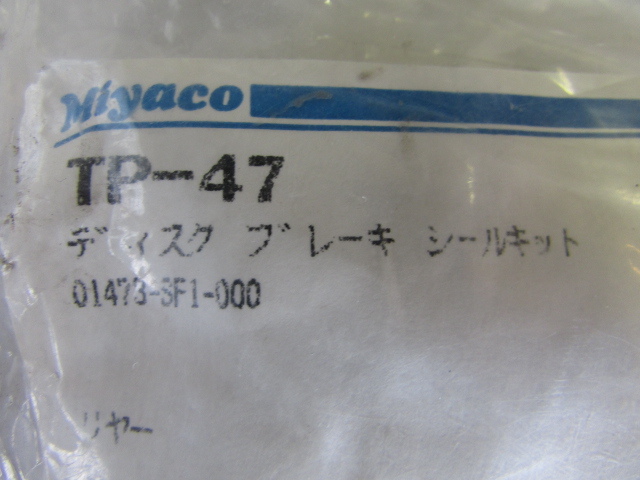 Miyaco
TP-47
ディスク ブレーキ シールキット
01473-SF1-000
リヤー